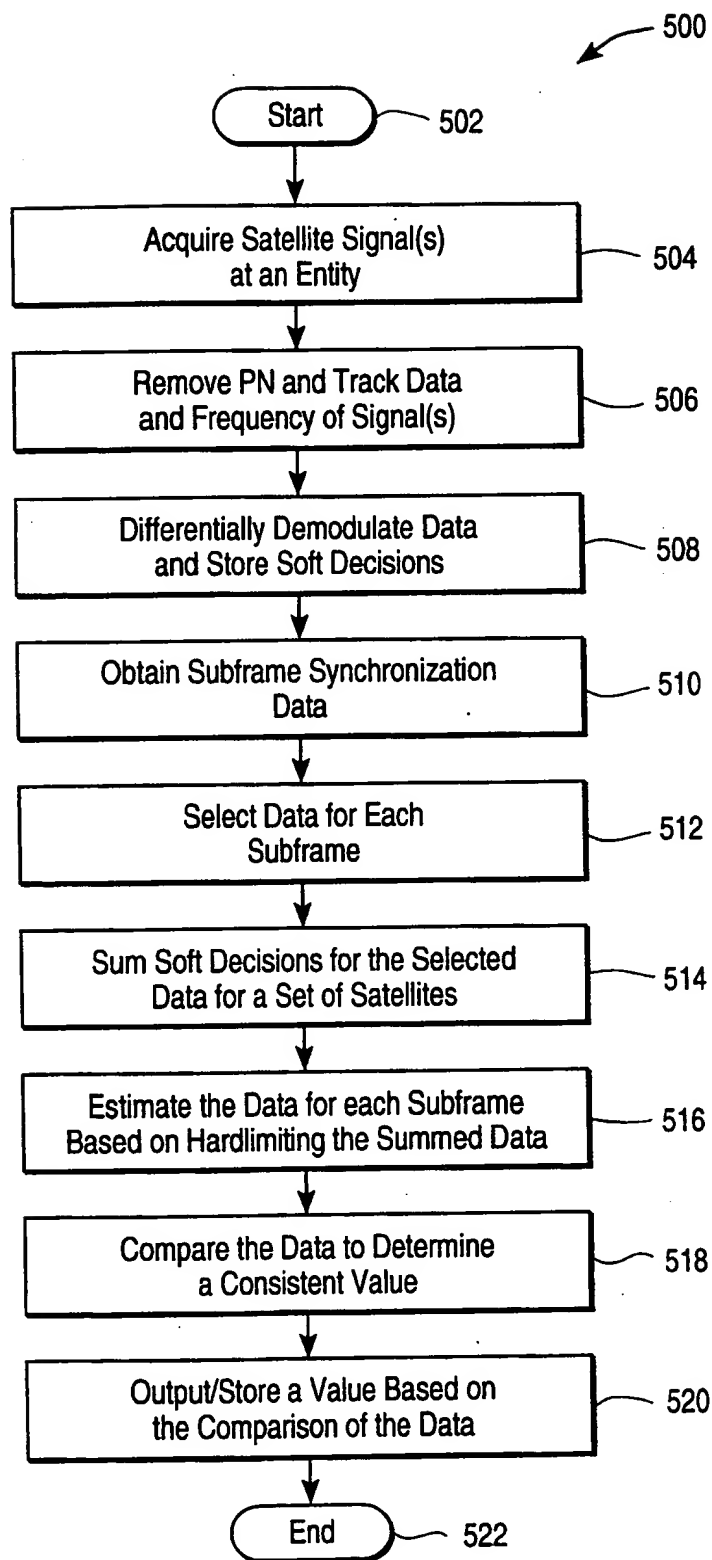 500
Start
502
Acquire Satellite Signal(s)
at an Entity
504
Remove PN and Track Data
and Frequency of Signal(s)
506
Differentially Demodulate Data
and Store Soft Decisions
508
Obtain Subframe Synchronization
Data
510
Select Data for Each
Subframe
512
Sum Soft Decisions for the Selected
Data for a Set of Satellites
514
Estimate the Data for each Subframe
Based on Hardlimiting the Summed Data
516
Compare the Data to Determine
a Consistent Value
518
Output/Store a Value Based on
the Comparison of the Data
520
End
522